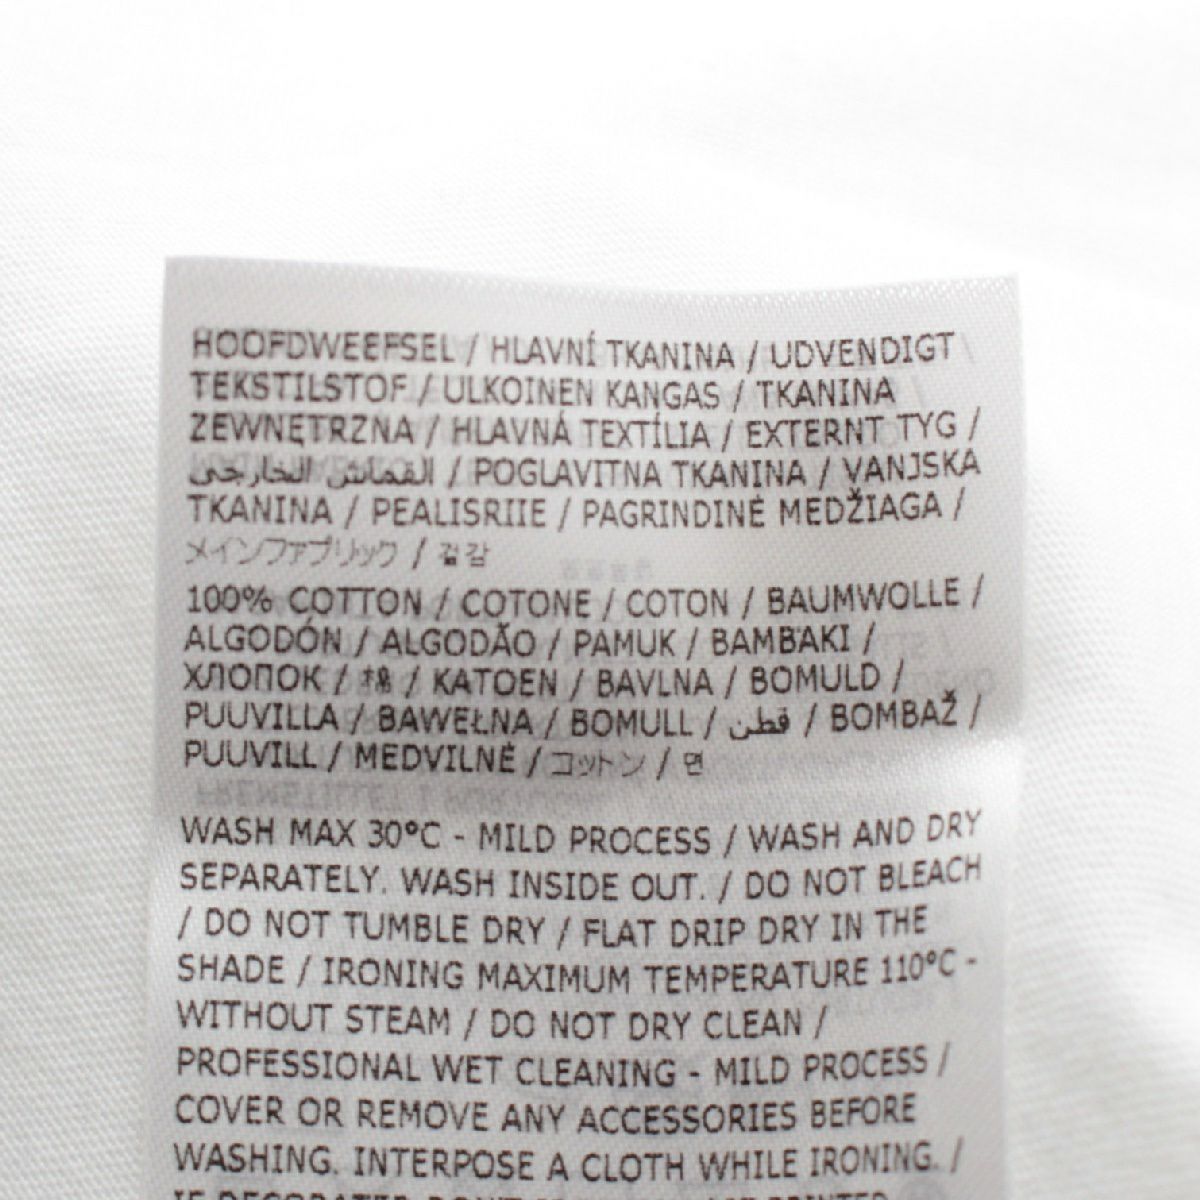 HOOFDWEEFSEL / HLAVNÍ TKANINA / UDVENDIGT
TEKSTILSTOF / ULKOINEN KANGAS / TKANINA
ZEWNĘTRZNA / HLAVNÁ TEXTÍLIA / EXTERNT TYG /
القماش الخارجي / POGLAVITNA TKANINA / VANJSKA
TKANINA / PEALISRIIE / PAGRINDINĖ MEDŽIAGA /
メインファブリック / 겉감
100% COTTON / COTONE / COTON / BAUMWOLLE /
ALGODÓN / ALGODÃO / PAMUK / ΒΑΜΒΑΚΙ /
ХЛОПОК / 棉 / KATOEN / BAVLNA / BOMULD /
PUUVILLA / BAWEŁNA / BOMULL / قطن / BOMBAŽ /
PUUVILL / MEDVILNĖ / コットン / 면
WASH MAX 30°C - MILD PROCESS / WASH AND DRY
SEPARATELY. WASH INSIDE OUT. / DO NOT BLEACH
/ DO NOT TUMBLE DRY / FLAT DRIP DRY IN THE
SHADE / IRONING MAXIMUM TEMPERATURE 110°C -
WITHOUT STEAM / DO NOT DRY CLEAN /
PROFESSIONAL WET CLEANING - MILD PROCESS /
COVER OR REMOVE ANY ACCESSORIES BEFORE
WASHING. INTERPOSE A CLOTH WHILE IRONING. /
IF DECORATED DON'T